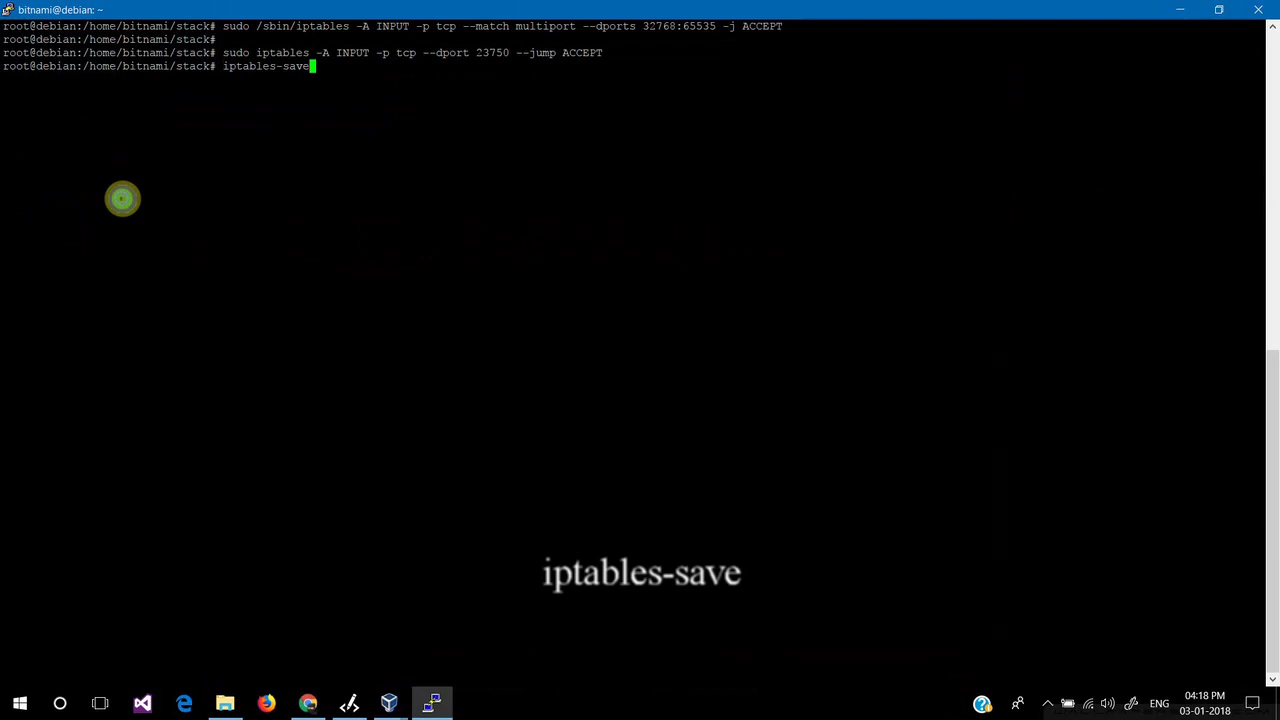 bitnami@debian: ~
root@debian:/home/bitnami/stack# sudo /sbin/iptables -A INPUT -p tcp --match multiport --dports 32768:65535 -j ACCEPT
root@debian:/home/bitnami/stack#
root@debian:/home/bitnami/stack# sudo iptables -A INPUT -p tcp --dport 23750 --jump ACCEPT
root@debian:/home/bitnami/stack# iptables-save
iptables-save
ENG
04:18 PM
03-01-2018